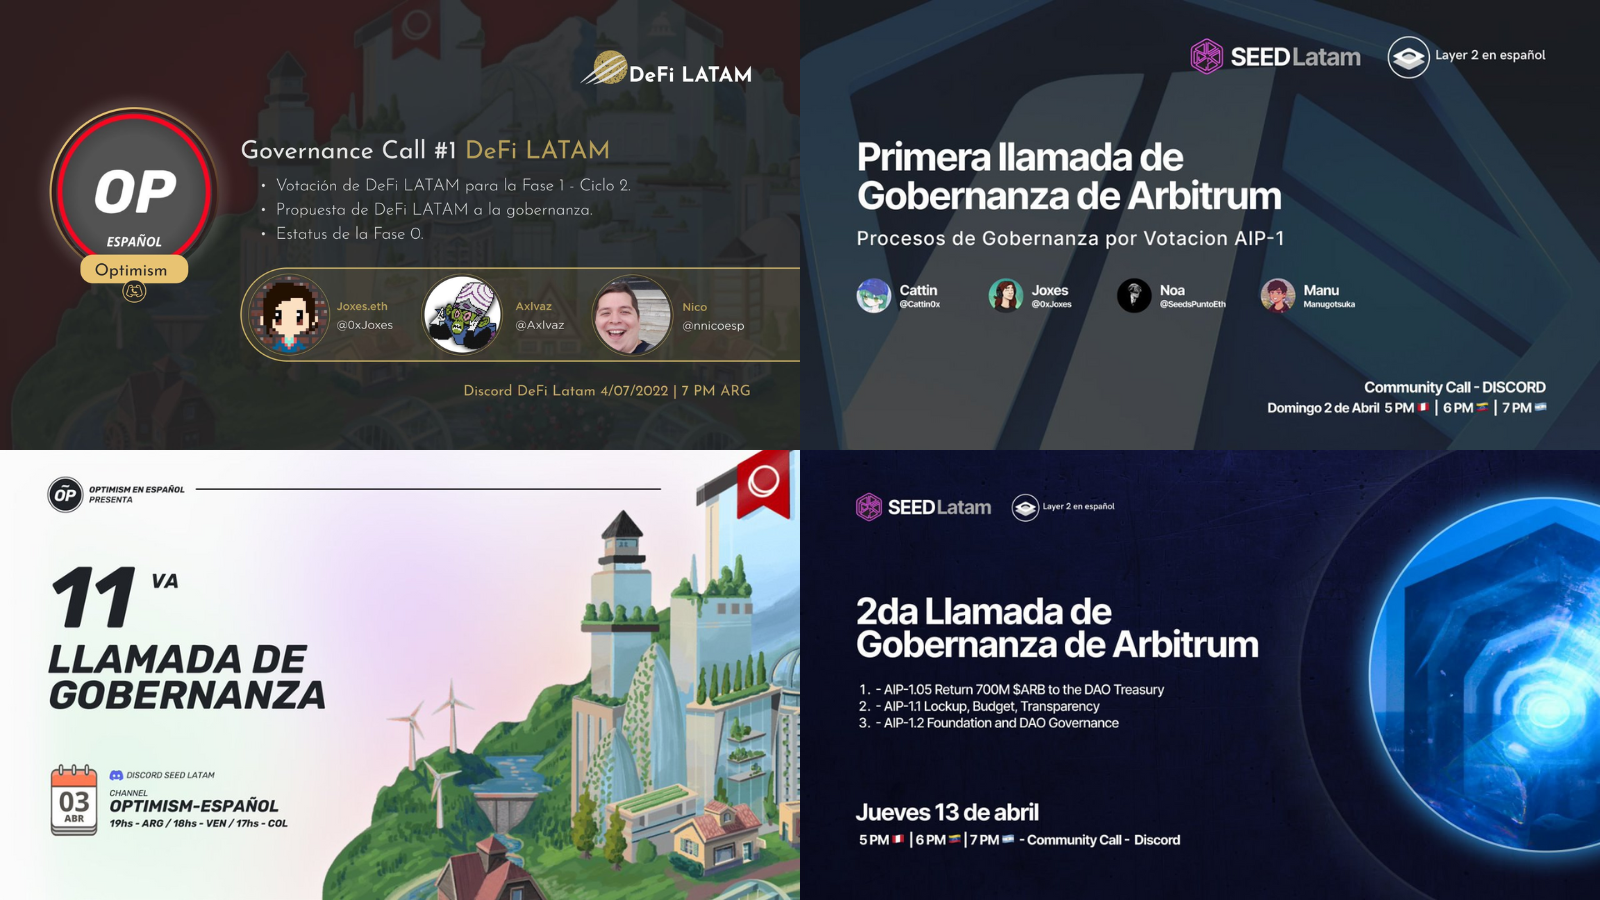 DeFi LATAM
OP
ESPAÑOL
Optimism
Governance Call #1 DeFi LATAM
• Votación de DeFi LATAM para la Fase 1 - Ciclo 2.
• Propuesta de DeFi LATAM a la gobernanza.
• Estatus de la Fase 0.
Joxes.eth
@0xJoxes
Axlvaz
@Axlvaz
Nico
@nnicoesp
Discord DeFi Latam 4/07/2022 | 7 PM ARG
SEEDLatam
Layer 2 en español
Primera llamada de
Gobernanza de Arbitrum
Procesos de Gobernanza por Votacion AIP-1
Cattin
@Cattin0x
Joxes
@0xJoxes
Noa
@SeedsPuntoEth
Manu
Manugotsuka
Community Call - DISCORD
Domingo 2 de Abril 5 PM | 6 PM | 7 PM
ÕP
OPTIMISM EN ESPAÑOL
PRESENTA
11 VA
LLAMADA DE
GOBERNANZA
03
ABR
DISCORD SEED LATAM
CHANNEL
OPTIMISM-ESPAÑOL
19hs - ARG / 18hs - VEN / 17hs - COL
SEEDLatam
Layer 2 en español
2da Llamada de
Gobernanza de Arbitrum
1. - AIP-1.05 Return 700M $ARB to the DAO Treasury
2. - AIP-1.1 Lockup, Budget, Transparency
3. - AIP-1.2 Foundation and DAO Governance
Jueves 13 de abril
5 PM | 6 PM | 7 PM - Community Call - Discord